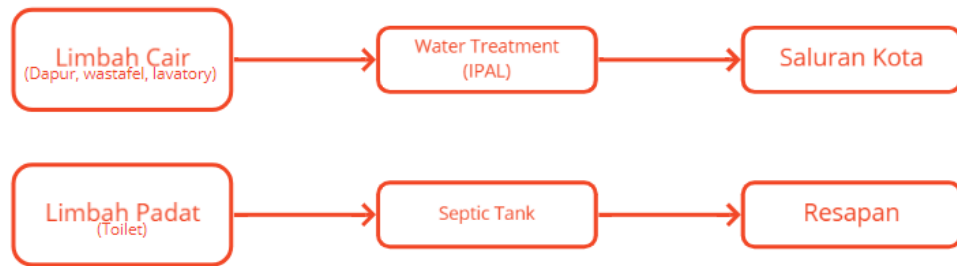 Limbah Cair
(Dapur, wastafel, lavatory)
Water Treatment
(IPAL)
Saluran Kota
Limbah Padat
(Toilet)
Septic Tank
Resapan